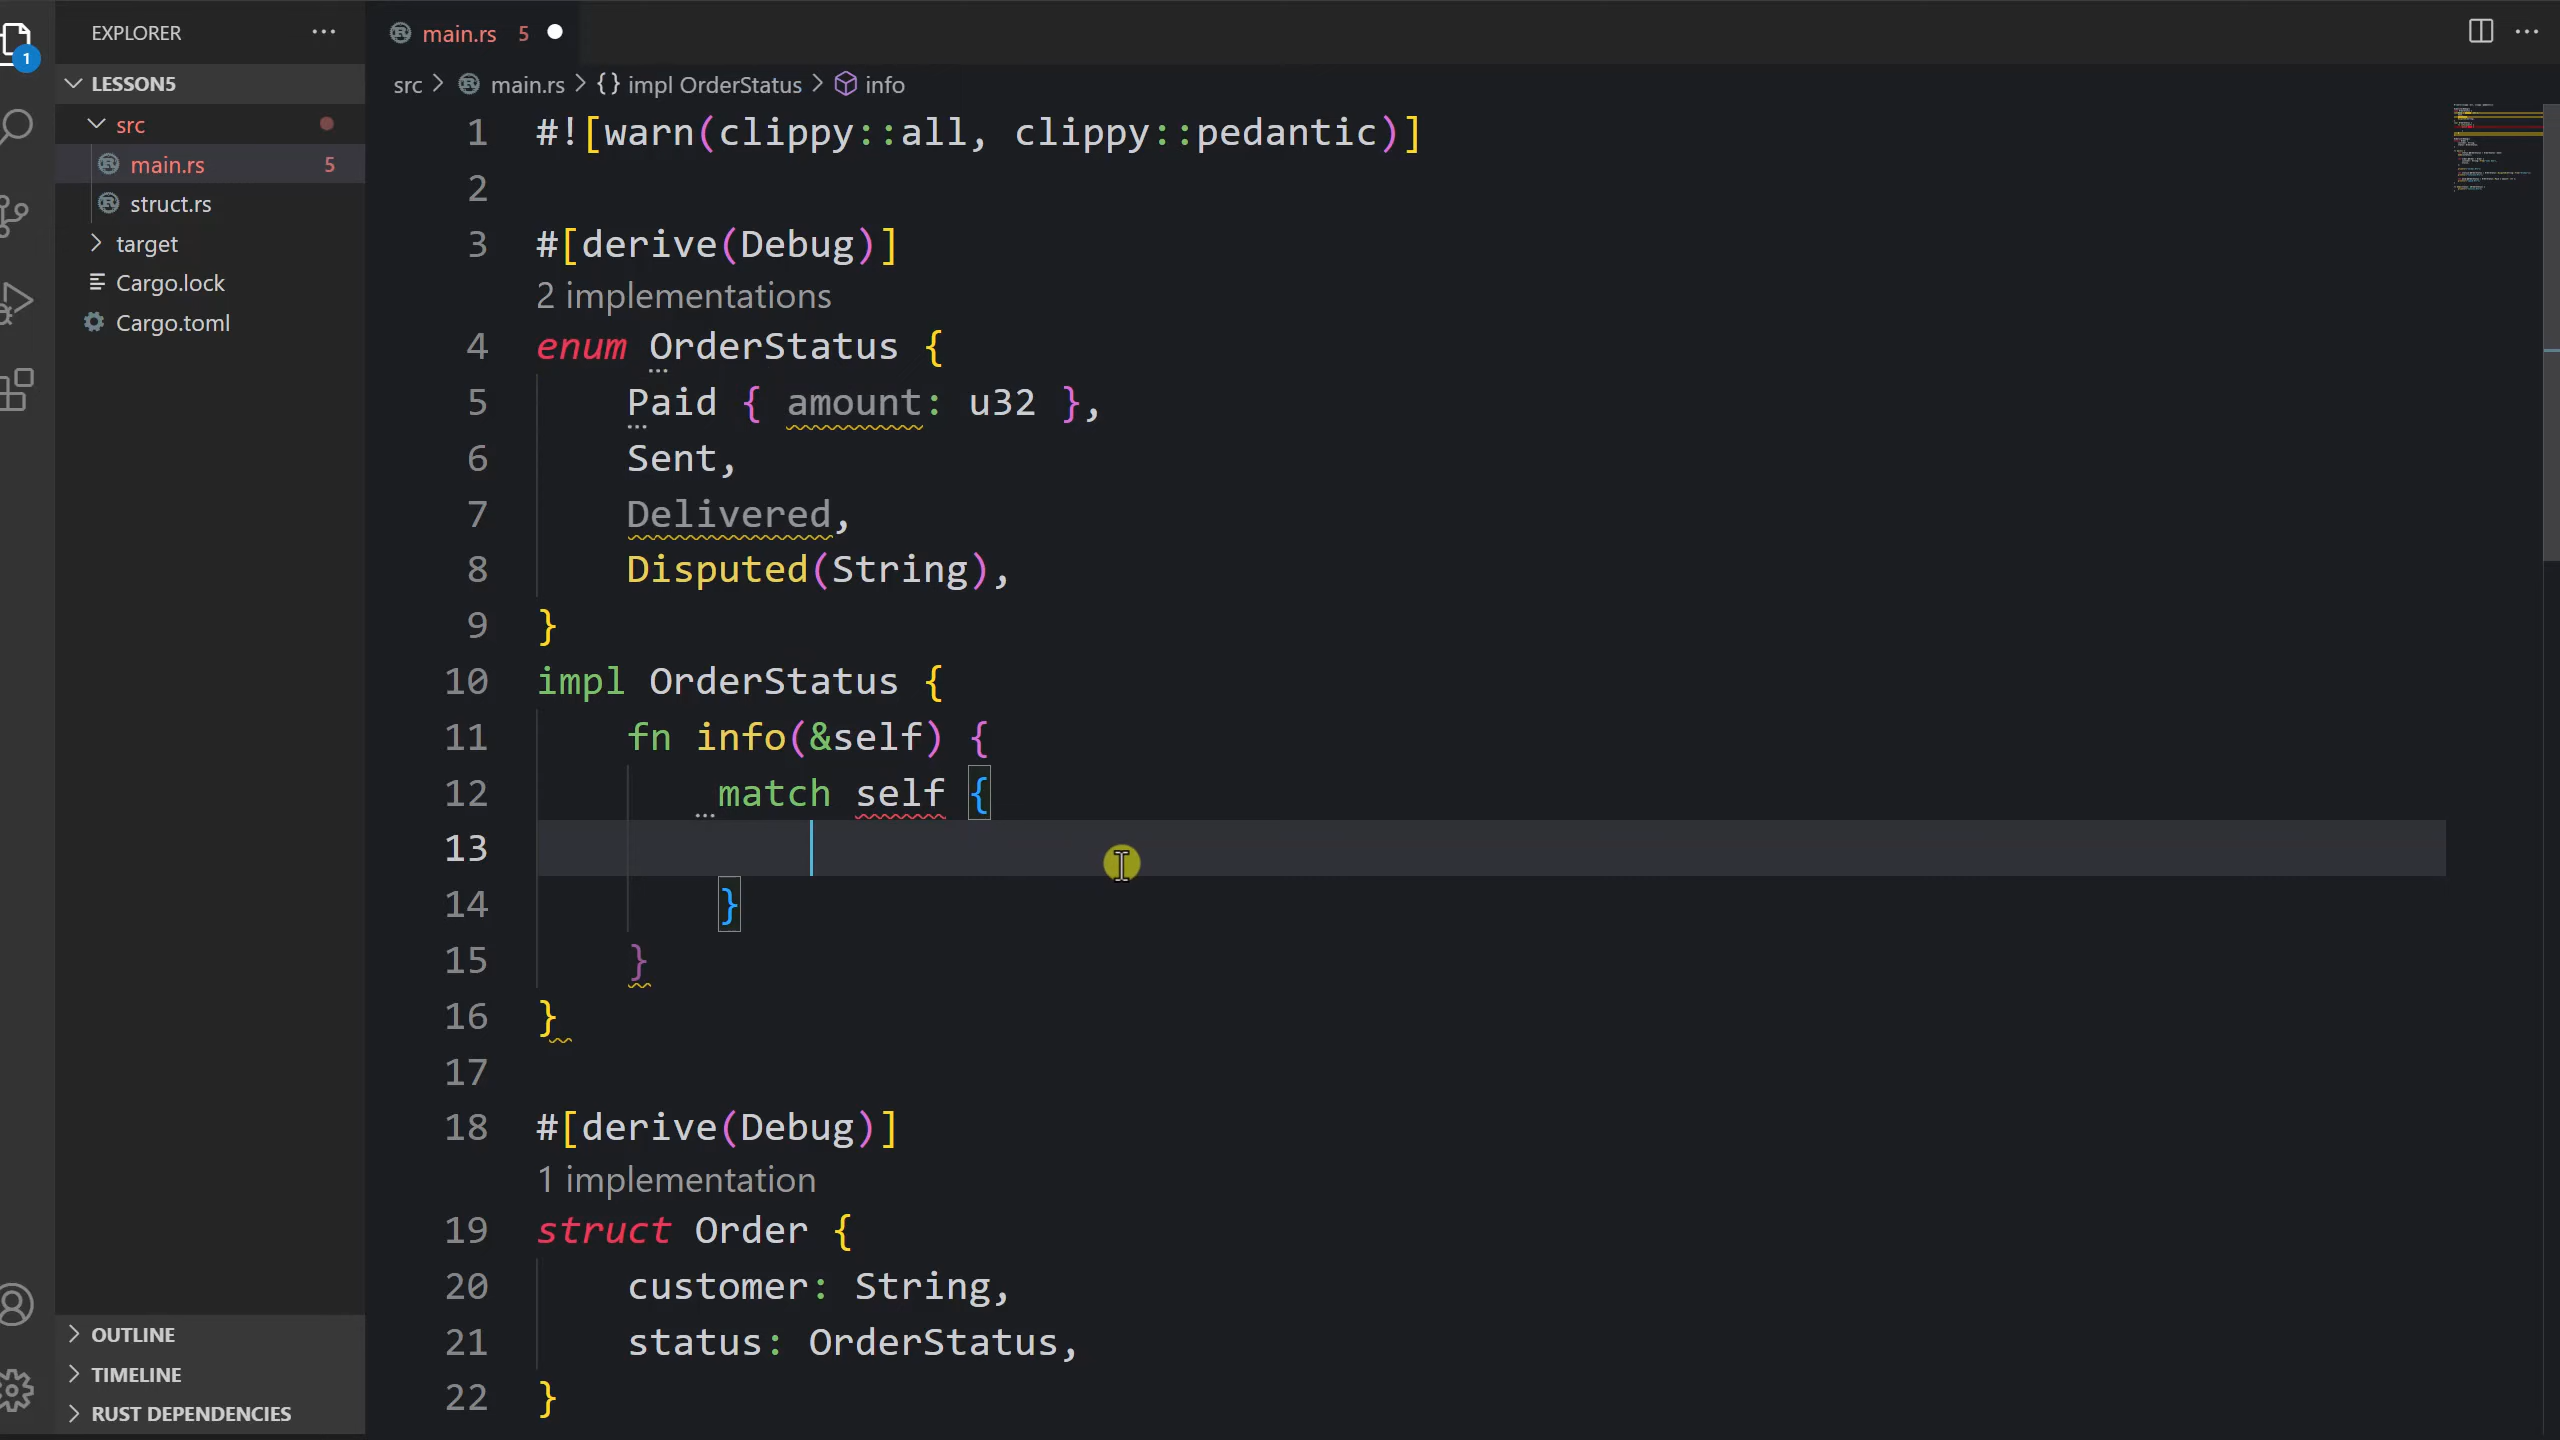 EXPLORER
1
LESSON5
src
main.rs 5
struct.rs
target
Cargo.lock
Cargo.toml
OUTLINE
TIMELINE
RUST DEPENDENCIES
main.rs 5
src > main.rs > {} impl OrderStatus > info
1 #![warn(clippy::all, clippy::pedantic)]
2
3 #[derive(Debug)]
2 implementations
4 enum OrderStatus {
5 Paid { amount: u32 },
6 Sent,
7 Delivered,
8 Disputed(String),
9 }
10 impl OrderStatus {
11 fn info(&self) {
12 match self {
13
14 }
15 }
16 }
17
18 #[derive(Debug)]
1 implementation
19 struct Order {
20 customer: String,
21 status: OrderStatus,
22 }